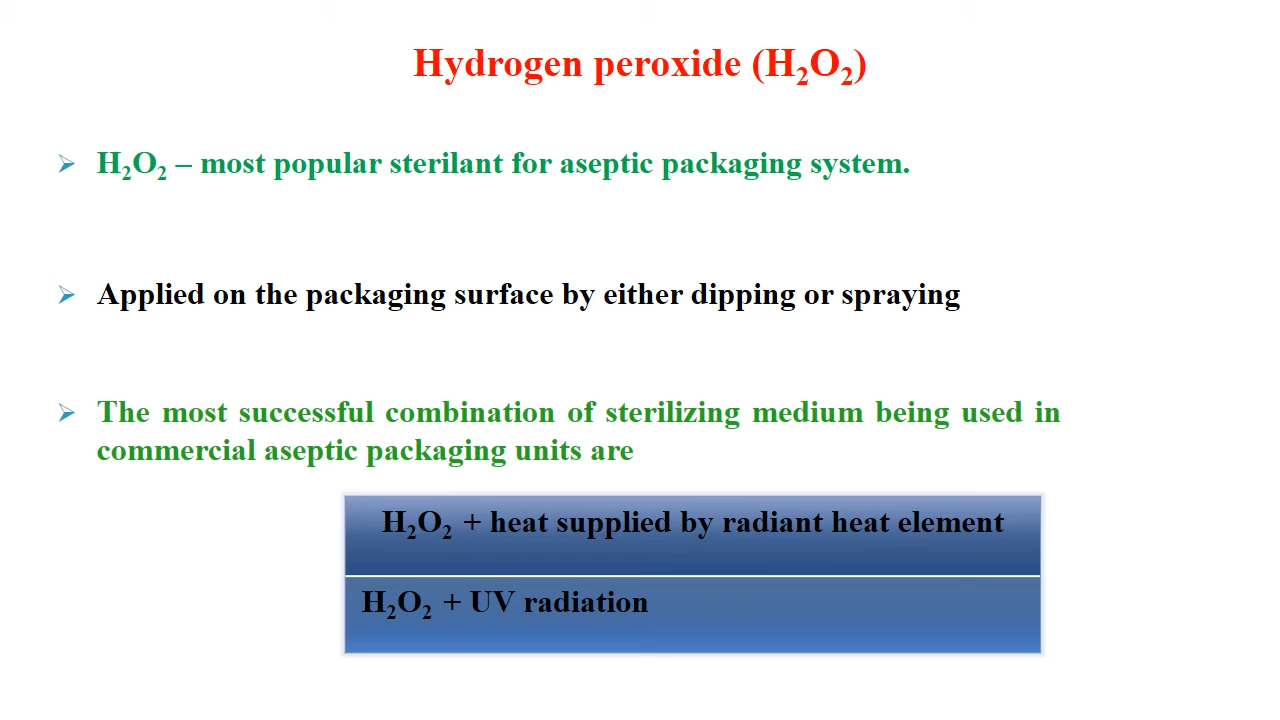 Hydrogen peroxide (H₂O₂)
➢ H₂O₂ – most popular sterilant for aseptic packaging system.
➢ Applied on the packaging surface by either dipping or spraying
➢ The most successful combination of sterilizing medium being used in
commercial aseptic packaging units are
H₂O₂ + heat supplied by radiant heat element
H₂O₂ + UV radiation